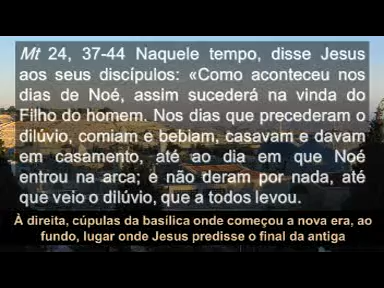 Mt 24, 37-44 Naquele tempo, disse Jesus
aos seus discípulos: «Como aconteceu nos
dias de Noé, assim sucederá na vinda do
Filho do homem. Nos dias que precederam o
dilúvio, comiam e bebiam, casavam e davam
em casamento, até ao dia em que Noé
entrou na arca; e não deram por nada, até
que veio o dilúvio, que a todos levou.
À direita, cúpulas da basílica onde começou a nova era, ao
fundo, lugar onde Jesus predisse o final da antiga